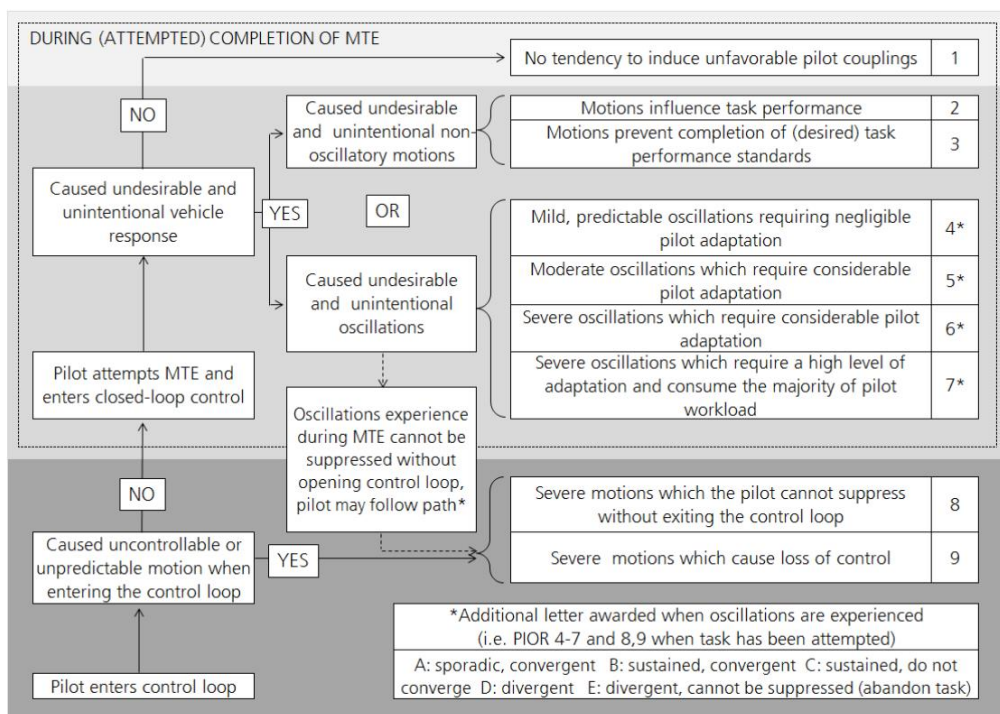 DURING (ATTEMPTED) COMPLETION OF MTE
No tendency to induce unfavorable pilot couplings
1
NO
Caused undesirable
and unintentional non-
oscillatory motions
Motions influence task performance
2
Motions prevent completion of (desired) task
performance standards
3
Caused undesirable and
unintentional vehicle
response
YES
OR
Mild, predictable oscillations requiring negligible
pilot adaptation
4*
Caused undesirable
and unintentional
oscillations
Moderate oscillations which require considerable
pilot adaptation
5*
Severe oscillations which require considerable pilot
adaptation
6*
Severe oscillations which require a high level of
adaptation and consume the majority of pilot
workload
7*
Pilot attempts MTE and
enters closed-loop control
Oscillations experience
during MTE cannot be
suppressed without
opening control loop,
pilot may follow path*
NO
Severe motions which the pilot cannot suppress
without exiting the control loop
8
Caused uncontrollable or
unpredictable motion when
entering the control loop
YES
Severe motions which cause loss of control
9
*Additional letter awarded when oscillations are experienced
(i.e. PIOR 4-7 and 8,9 when task has been attempted)
A: sporadic, convergent B: sustained, convergent C: sustained, do not
converge D: divergent E: divergent, cannot be suppressed (abandon task)
Pilot enters control loop